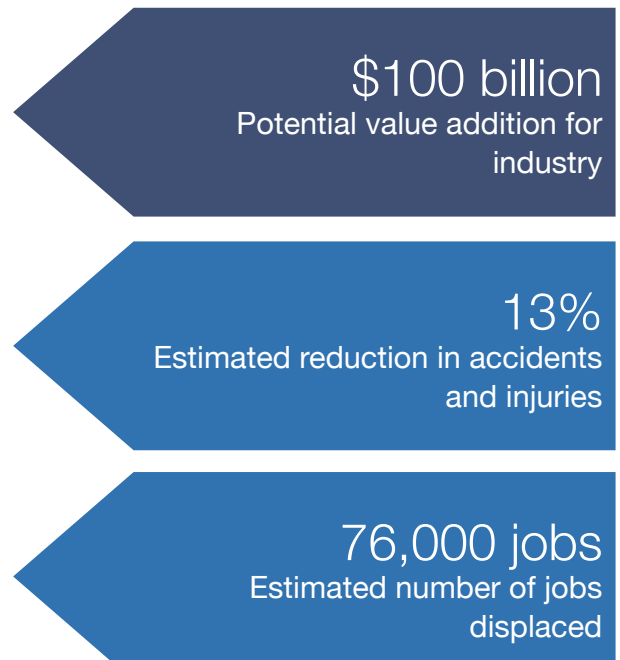 $100 billion
Potential value addition for
industry
13%
Estimated reduction in accidents
and injuries
76,000 jobs
Estimated number of jobs
displaced